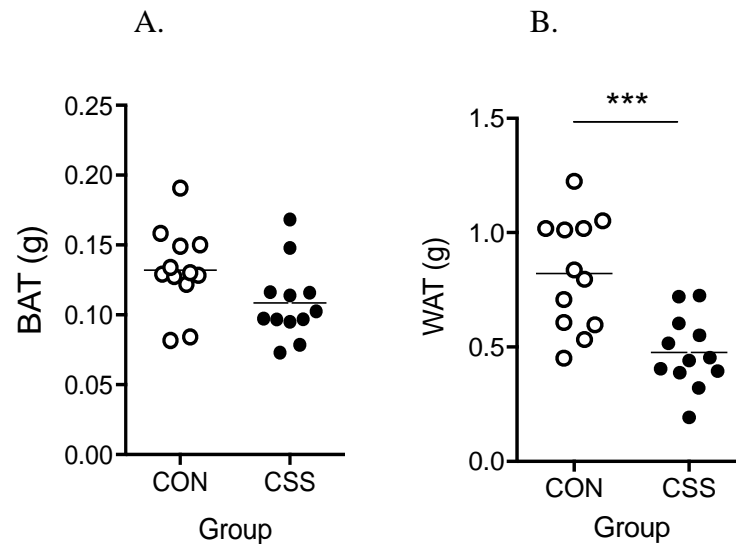 A.
BAT (g)
0.25
0.20
0.15
0.10
0.05
0.00
CON CSS
Group
B.
***
WAT (g)
1.5
1.0
0.5
0.0
CON CSS
Group